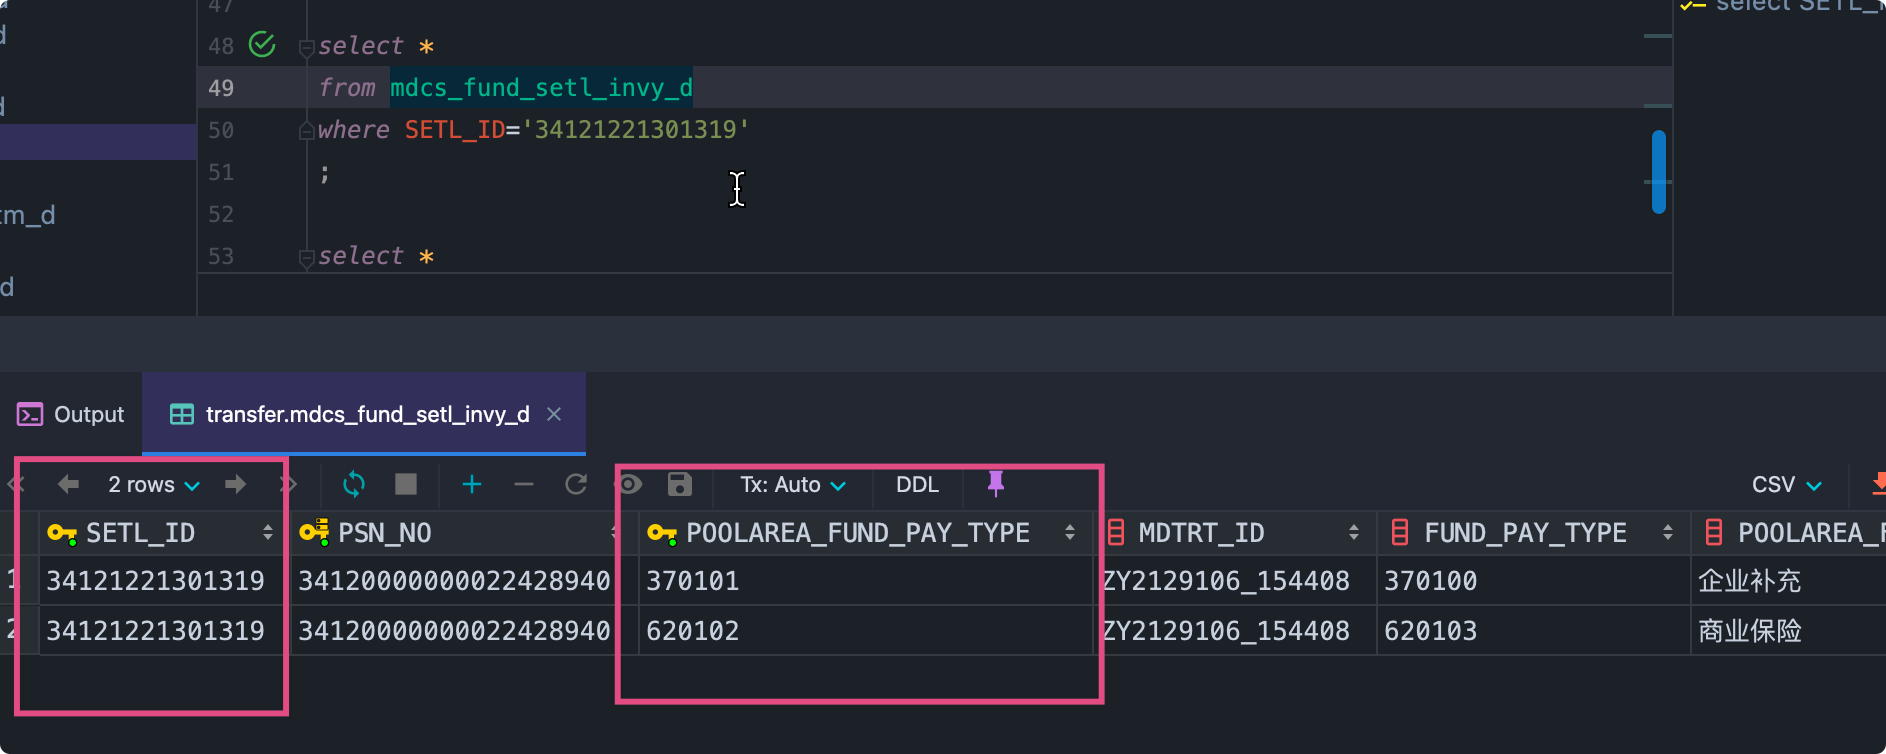 47
48 select *
49 from mdcs_fund_setl_invy_d
50 where SETL_ID='34121221301319'
51 ;
52
53 select *
d
d
tm_d
d
select SETL_
Output transfer.mdcs_fund_setl_invy_d
2 rows Tx: Auto DDL CSV
SETL_ID PSN_NO POOLAREA_FUND_PAY_TYPE MDTRT_ID FUND_PAY_TYPE POOLAREA_F
1 34121221301319 34120000000022428940 370101 ZY2129106_154408 370100 企业补充
2 34121221301319 34120000000022428940 620102 ZY2129106_154408 620103 商业保险